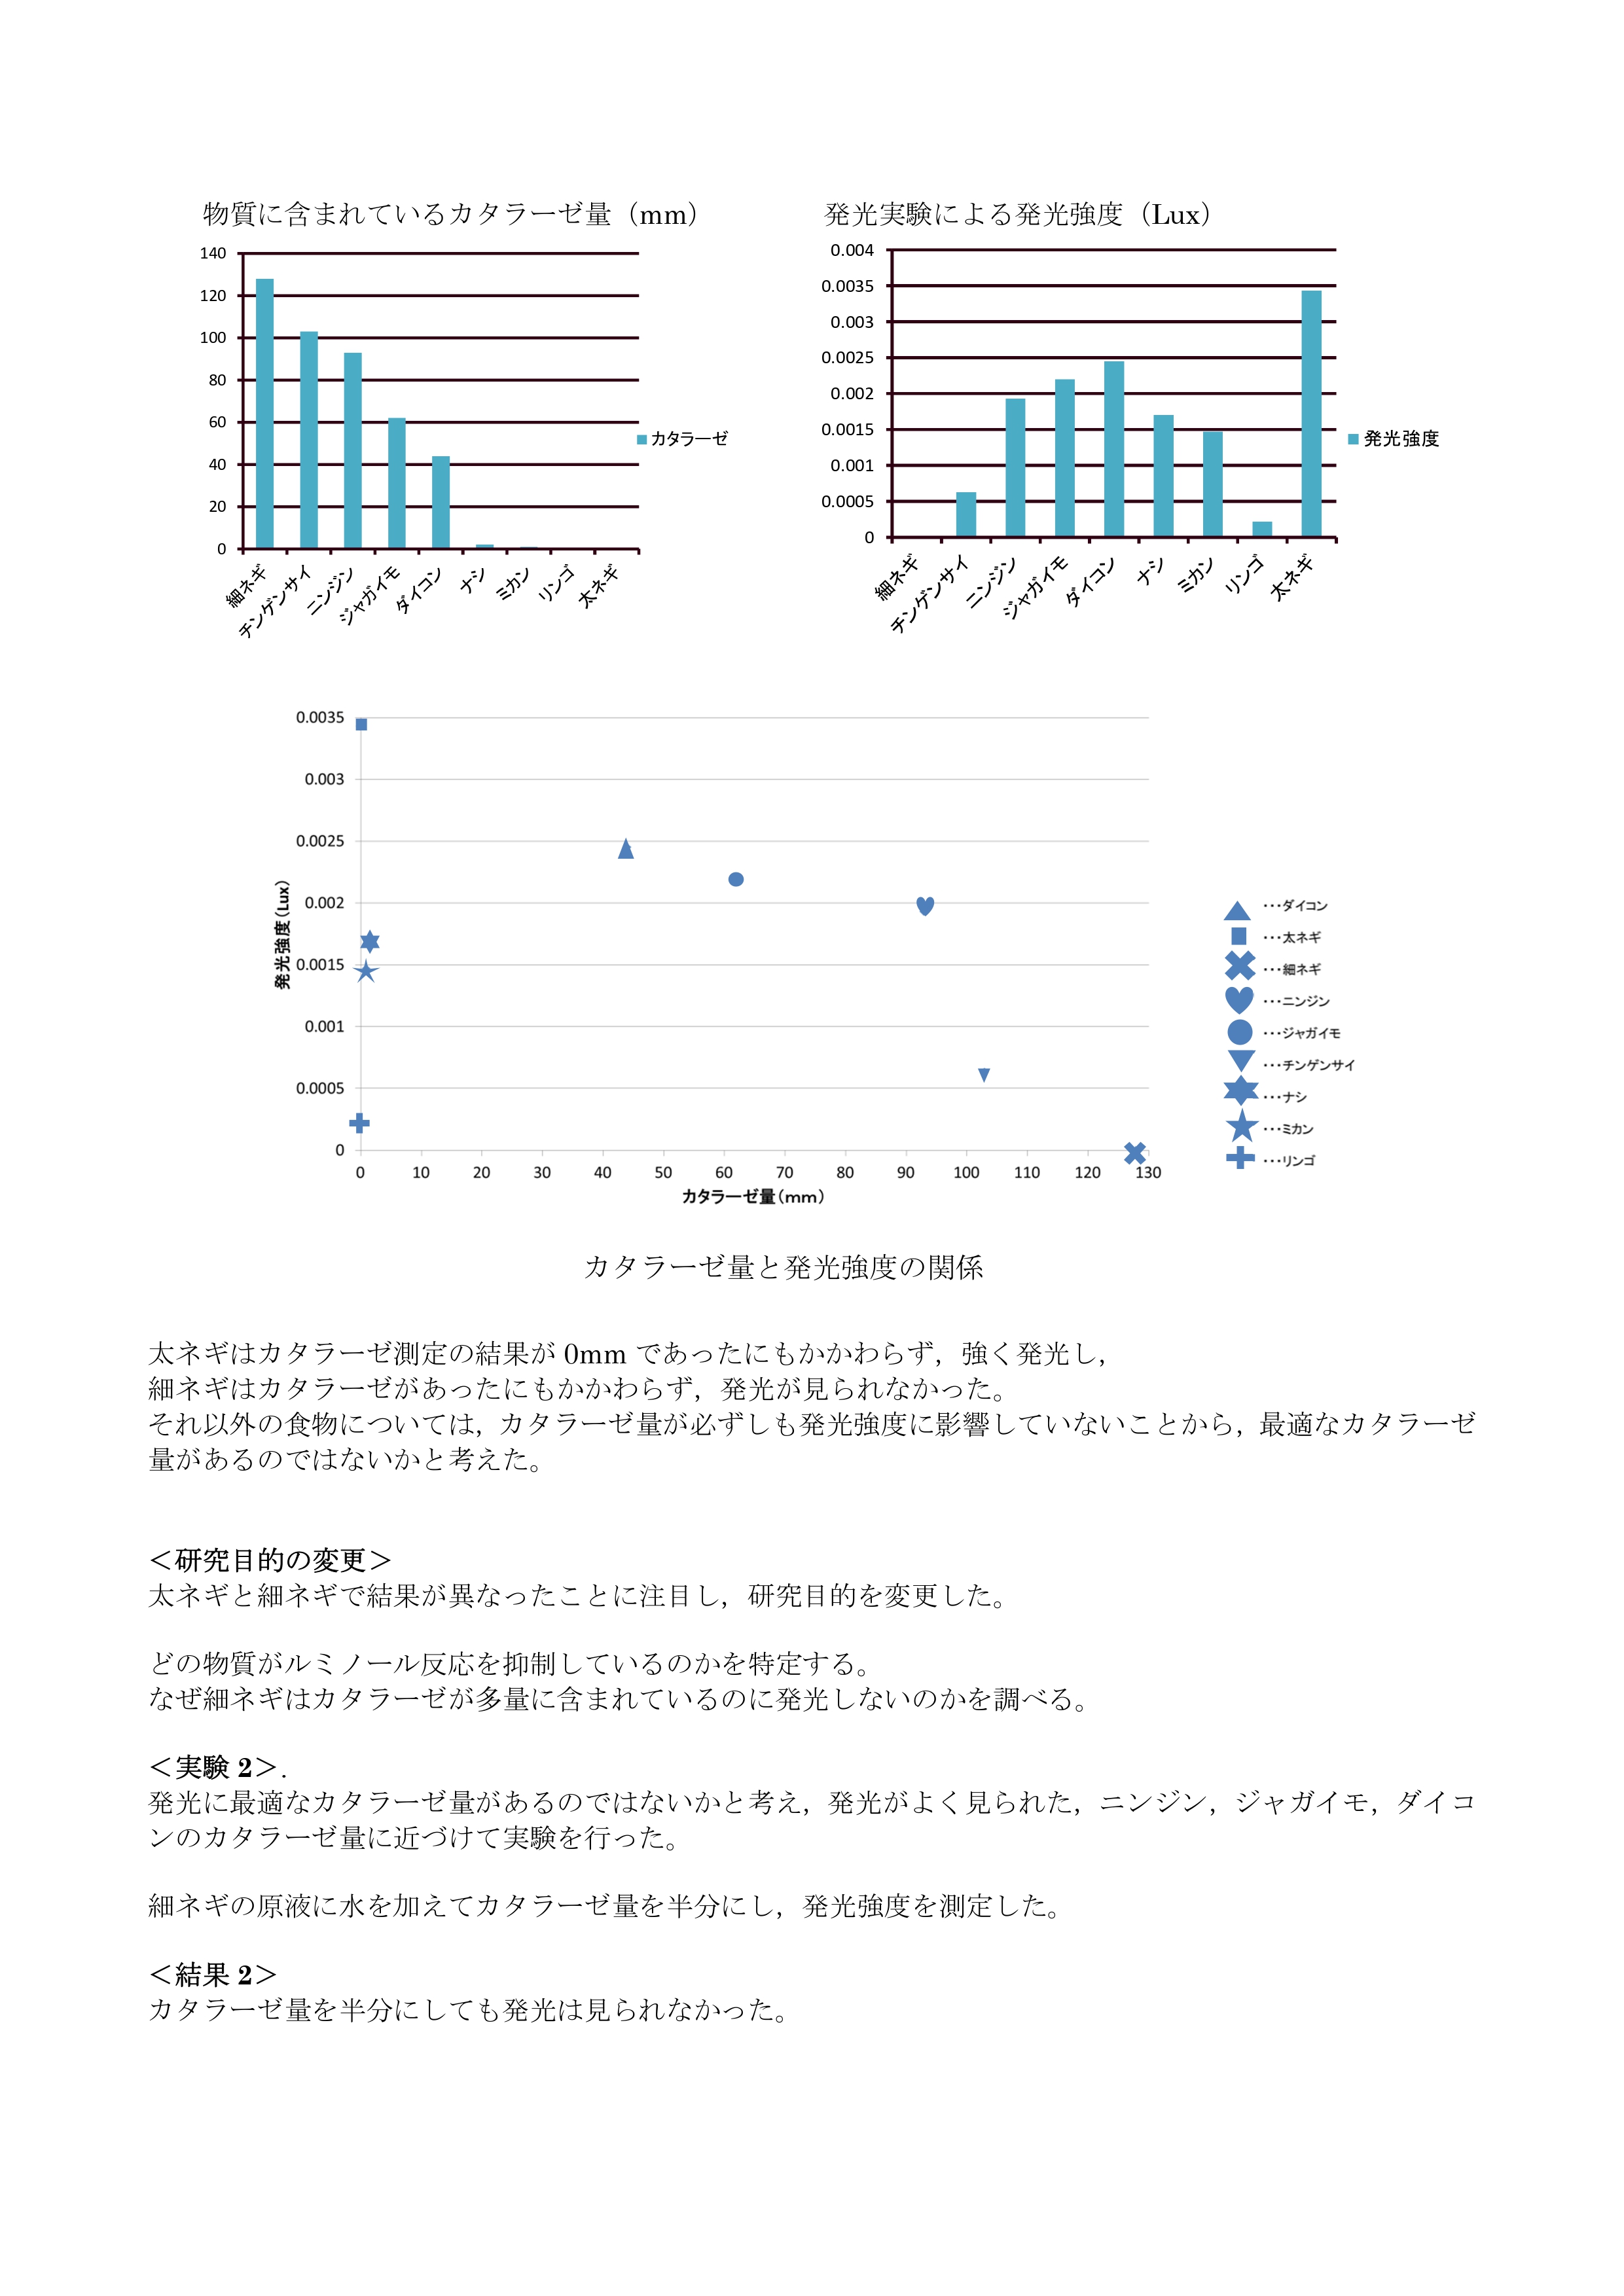 物質に含まれているカタラーゼ量（mm）
140
120
100
80
60
40
20
0
細ネギ
チンゲンサイ
ニンジン
ジャガイモ
ダイコン
ナシ
ミカン
リンゴ
太ネギ
カタラーゼ
発光実験による発光強度（Lux）
0.004
0.0035
0.003
0.0025
0.002
0.0015
0.001
0.0005
0
細ネギ
チンゲンサイ
ニンジン
ジャガイモ
ダイコン
ナシ
ミカン
リンゴ
太ネギ
発光強度
発光強度(Lux)
0.0035
0.003
0.0025
0.002
0.0015
0.001
0.0005
0
0 10 20 30 40 50 60 70 80 90 100 110 120 130
カタラーゼ量(mm)
…ダイコン
…太ネギ
…細ネギ
…ニンジン
…ジャガイモ
…チンゲンサイ
…ナシ
…ミカン
…リンゴ
カタラーゼ量と発光強度の関係
太ネギはカタラーゼ測定の結果が 0mm であったにもかかわらず，強く発光し，
細ネギはカタラーゼがあったにもかかわらず，発光が見られなかった。
それ以外の食物については，カタラーゼ量が必ずしも発光強度に影響していないことから，最適なカタラーゼ
量があるのではないかと考えた。
＜研究目的の変更＞
太ネギと細ネギで結果が異なったことに注目し，研究目的を変更した。
どの物質がルミノール反応を抑制しているのかを特定する。
なぜ細ネギはカタラーゼが多量に含まれているのに発光しないのかを調べる。
＜実験 2＞.
発光に最適なカタラーゼ量があるのではないかと考え，発光がよく見られた，ニンジン，ジャガイモ，ダイコ
ンのカタラーゼ量に近づけて実験を行った。
細ネギの原液に水を加えてカタラーゼ量を半分にし，発光強度を測定した。
＜結果 2＞
カタラーゼ量を半分にしても発光は見られなかった。